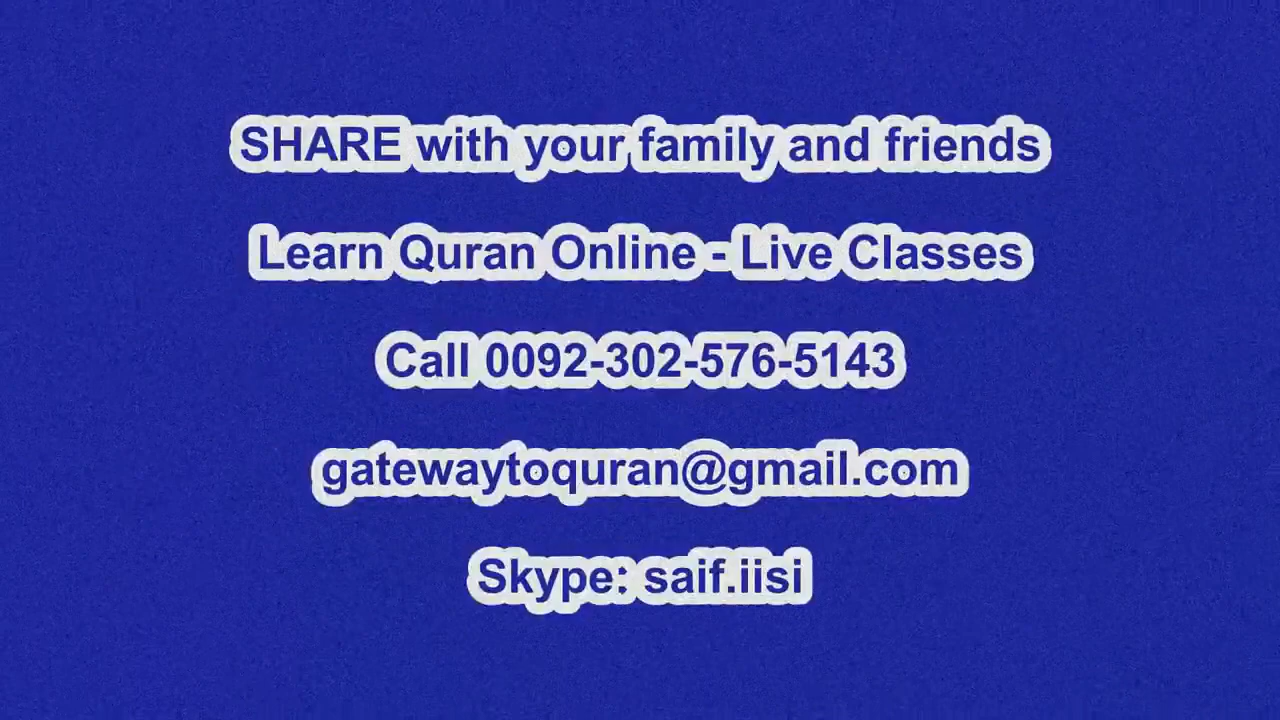 SHARE with your family and friends
Learn Quran Online - Live Classes
Call 0092-302-576-5143
gatewaytoquran@gmail.com
Skype: saif.iisi